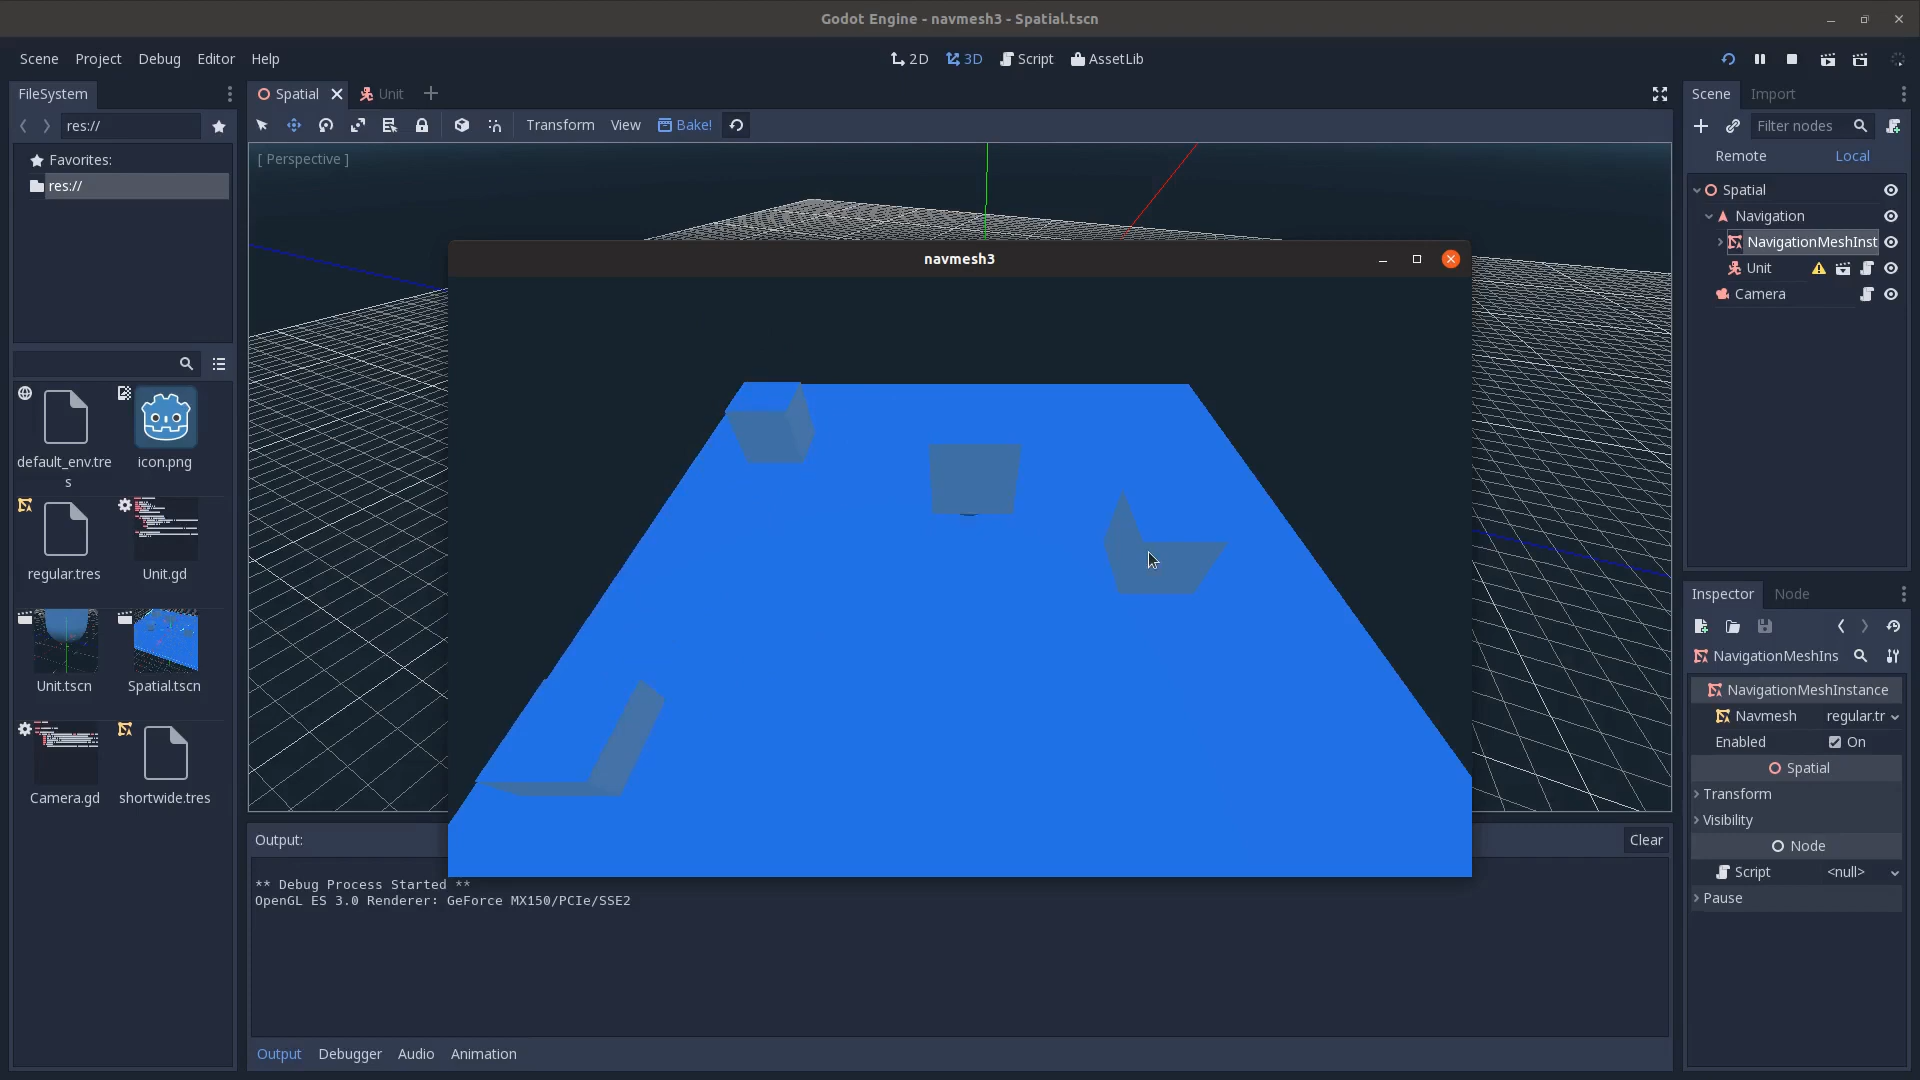 Godot Engine - navmesh3 - Spatial.tscn
Scene Project Debug Editor Help
2D 3D Script AssetLib
FileSystem
res://
Favorites:
res://
default_env.tre
s
icon.png
regular.tres
Unit.gd
Unit.tscn
Spatial.tscn
Camera.gd
shortwide.tres
Spatial Unit
Transform View Bake!
[ Perspective ]
navmesh3
Output:
Clear
** Debug Process Started **
OpenGL ES 3.0 Renderer: GeForce MX150/PCIe/SSE2
Output Debugger Audio Animation
Scene Import
Filter nodes
Remote Local
Spatial
Navigation
NavigationMeshInst
Unit
Camera
Inspector Node
NavigationMeshIns
NavigationMeshInstance
Navmesh regular.tr
Enabled On
Spatial
Transform
Visibility
Node
Script <null>
Pause